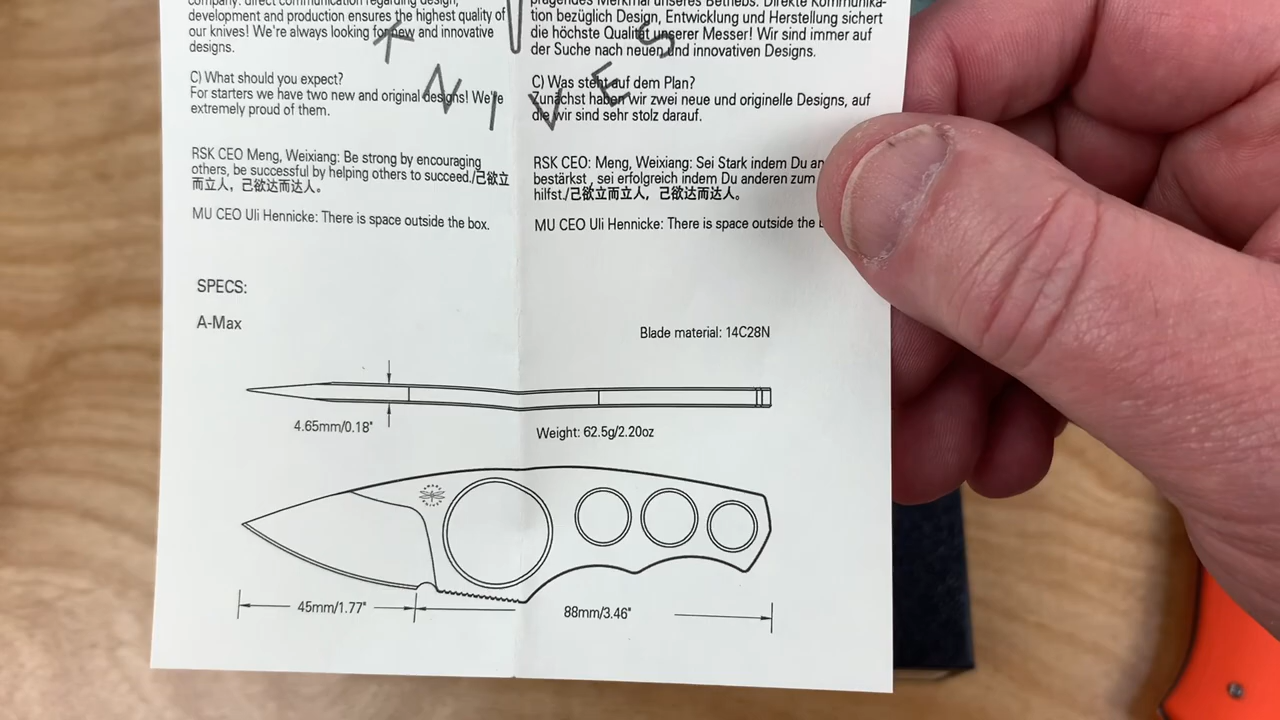 company. direct communication regarding design,
development and production ensures the highest quality of
our knives! We're always looking for new and innovative
designs.
C) What should you expect?
For starters we have two new and original designs! We're
extremely proud of them.
RSK CEO Meng, Weixiang: Be strong by encouraging
others, be successful by helping others to succeed./己欲立
而立人，己欲达而达人。
MU CEO Uli Hennicke: There is space outside the box.
prägendes Merkmal unseres Betriebs. Direkte Kommunika-
tion bezüglich Design, Entwicklung und Herstellung sichert
die höchste Qualität unserer Messer! Wir sind immer auf
der Suche nach neuen und innovativen Designs.
C) Was steht auf dem Plan?
Zunächst haben wir zwei neue und originelle Designs, auf
die wir sind sehr stolz darauf.
RSK CEO: Meng, Weixiang: Sei Stark indem Du an
bestärkst , sei erfolgreich indem Du anderen zum
hilfst./己欲立而立人，己欲达而达人。
MU CEO Uli Hennicke: There is space outside the
KNIVES
SPECS:
A-Max
Blade material: 14C28N
4.65mm/0.18"
Weight: 62.5g/2.20oz
45mm/1.77"
88mm/3.46"